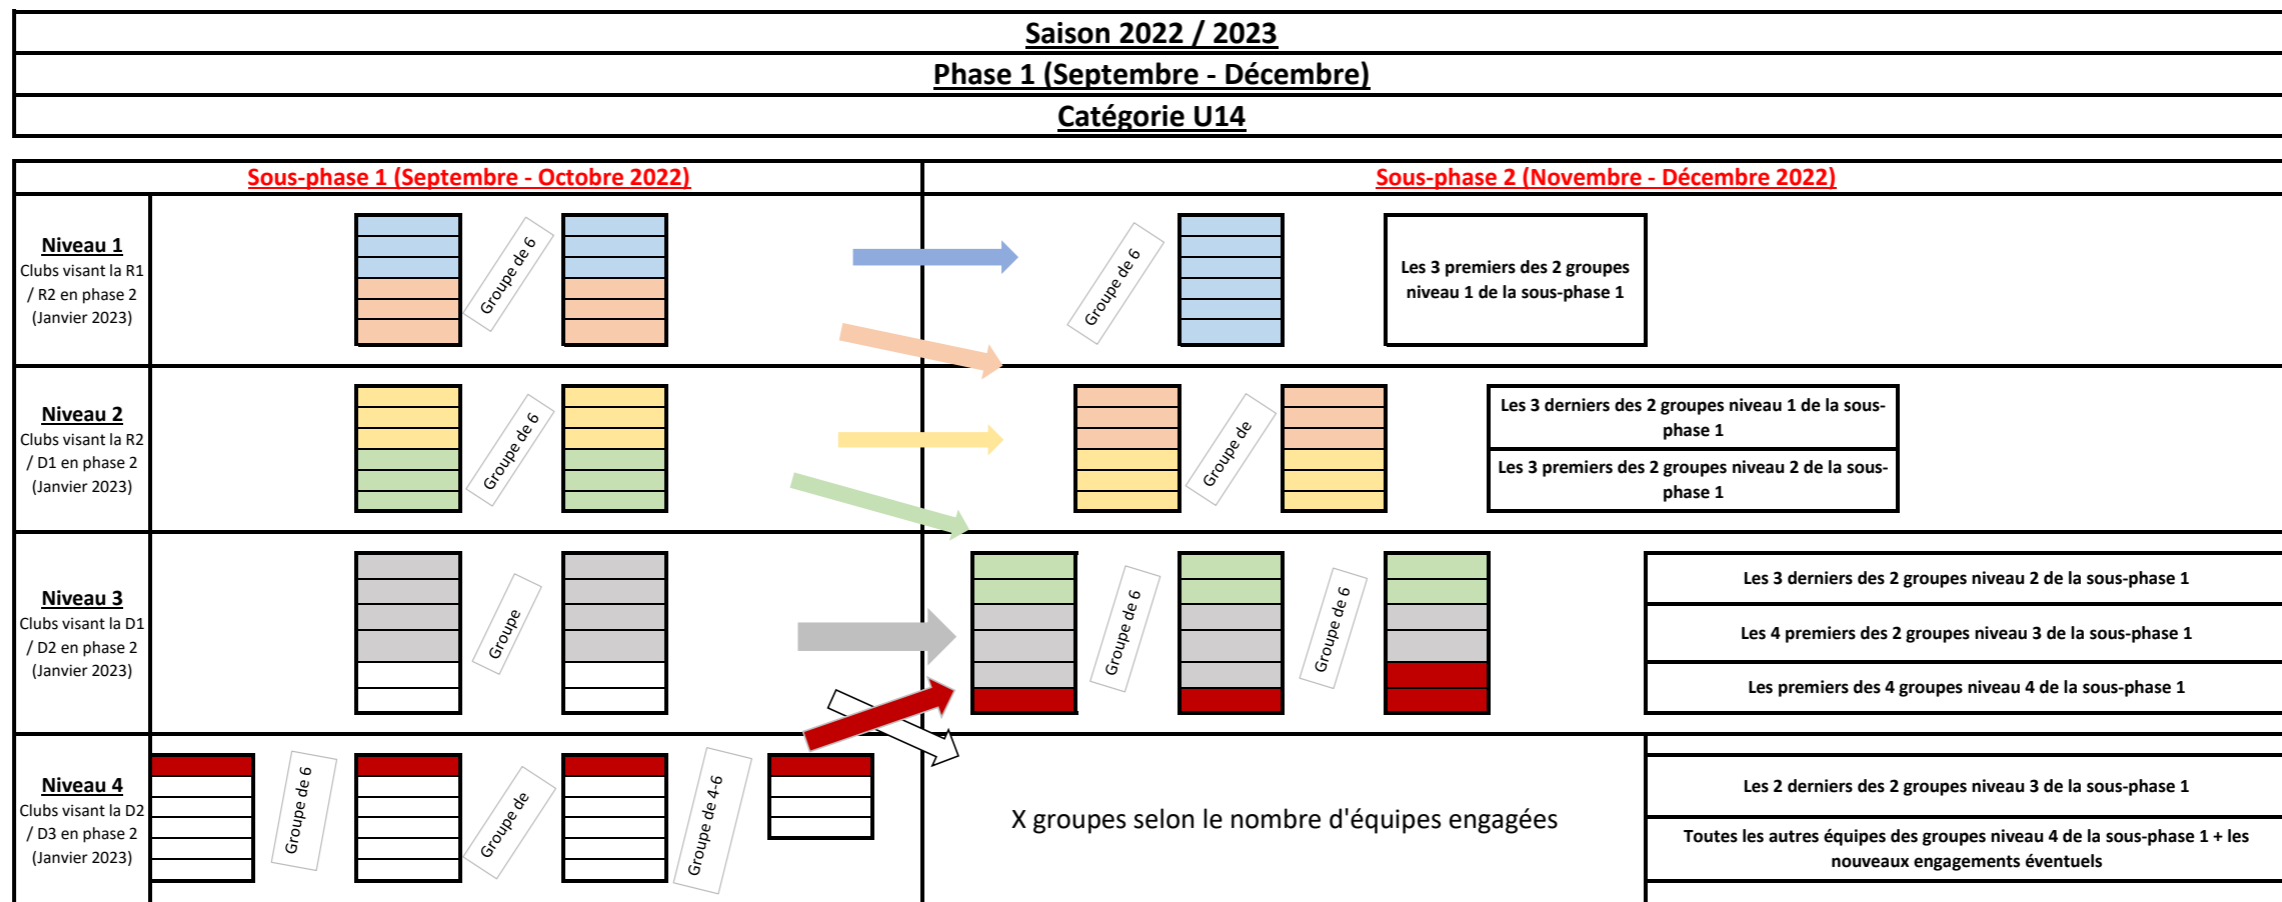 Saison 2022 / 2023
Phase 1 (Septembre - Décembre)
Catégorie U14
Sous-phase 1 (Septembre - Octobre 2022)
Sous-phase 2 (Novembre - Décembre 2022)
Niveau 1
Clubs visant la R1
/ R2 en phase 2
(Janvier 2023)
Groupe de 6
Groupe de 6
Les 3 premiers des 2 groupes
niveau 1 de la sous-phase 1
Niveau 2
Clubs visant la R2
/ D1 en phase 2
(Janvier 2023)
Groupe de 6
Groupe de
Les 3 derniers des 2 groupes niveau 1 de la sous-
phase 1
Les 3 premiers des 2 groupes niveau 2 de la sous-
phase 1
Niveau 3
Clubs visant la D1
/ D2 en phase 2
(Janvier 2023)
Groupe
Groupe de 6
Groupe de 6
Les 3 derniers des 2 groupes niveau 2 de la sous-phase 1
Les 4 premiers des 2 groupes niveau 3 de la sous-phase 1
Les premiers des 4 groupes niveau 4 de la sous-phase 1
Niveau 4
Clubs visant la D2
/ D3 en phase 2
(Janvier 2023)
Groupe de 6
Groupe de
Groupe de 4-6
X groupes selon le nombre d'équipes engagées
Les 2 derniers des 2 groupes niveau 3 de la sous-phase 1
Toutes les autres équipes des groupes niveau 4 de la sous-phase 1 + les
nouveaux engagements éventuels